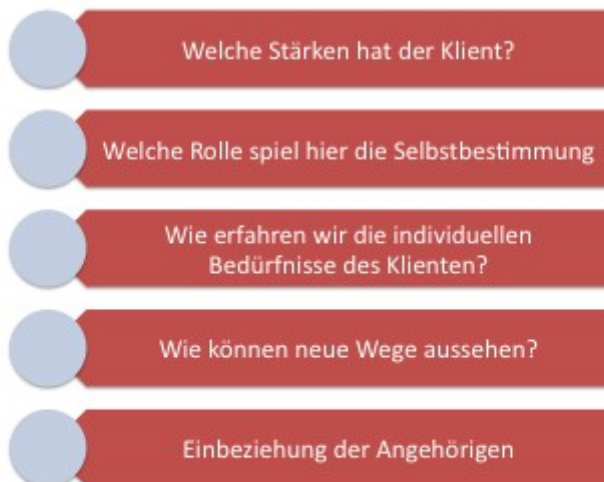 Welche Stärken hat der Klient?
Welche Rolle spiel hier die Selbstbestimmung
Wie erfahren wir die individuellen
Bedürfnisse des Klienten?
Wie können neue Wege aussehen?
Einbeziehung der Angehörigen